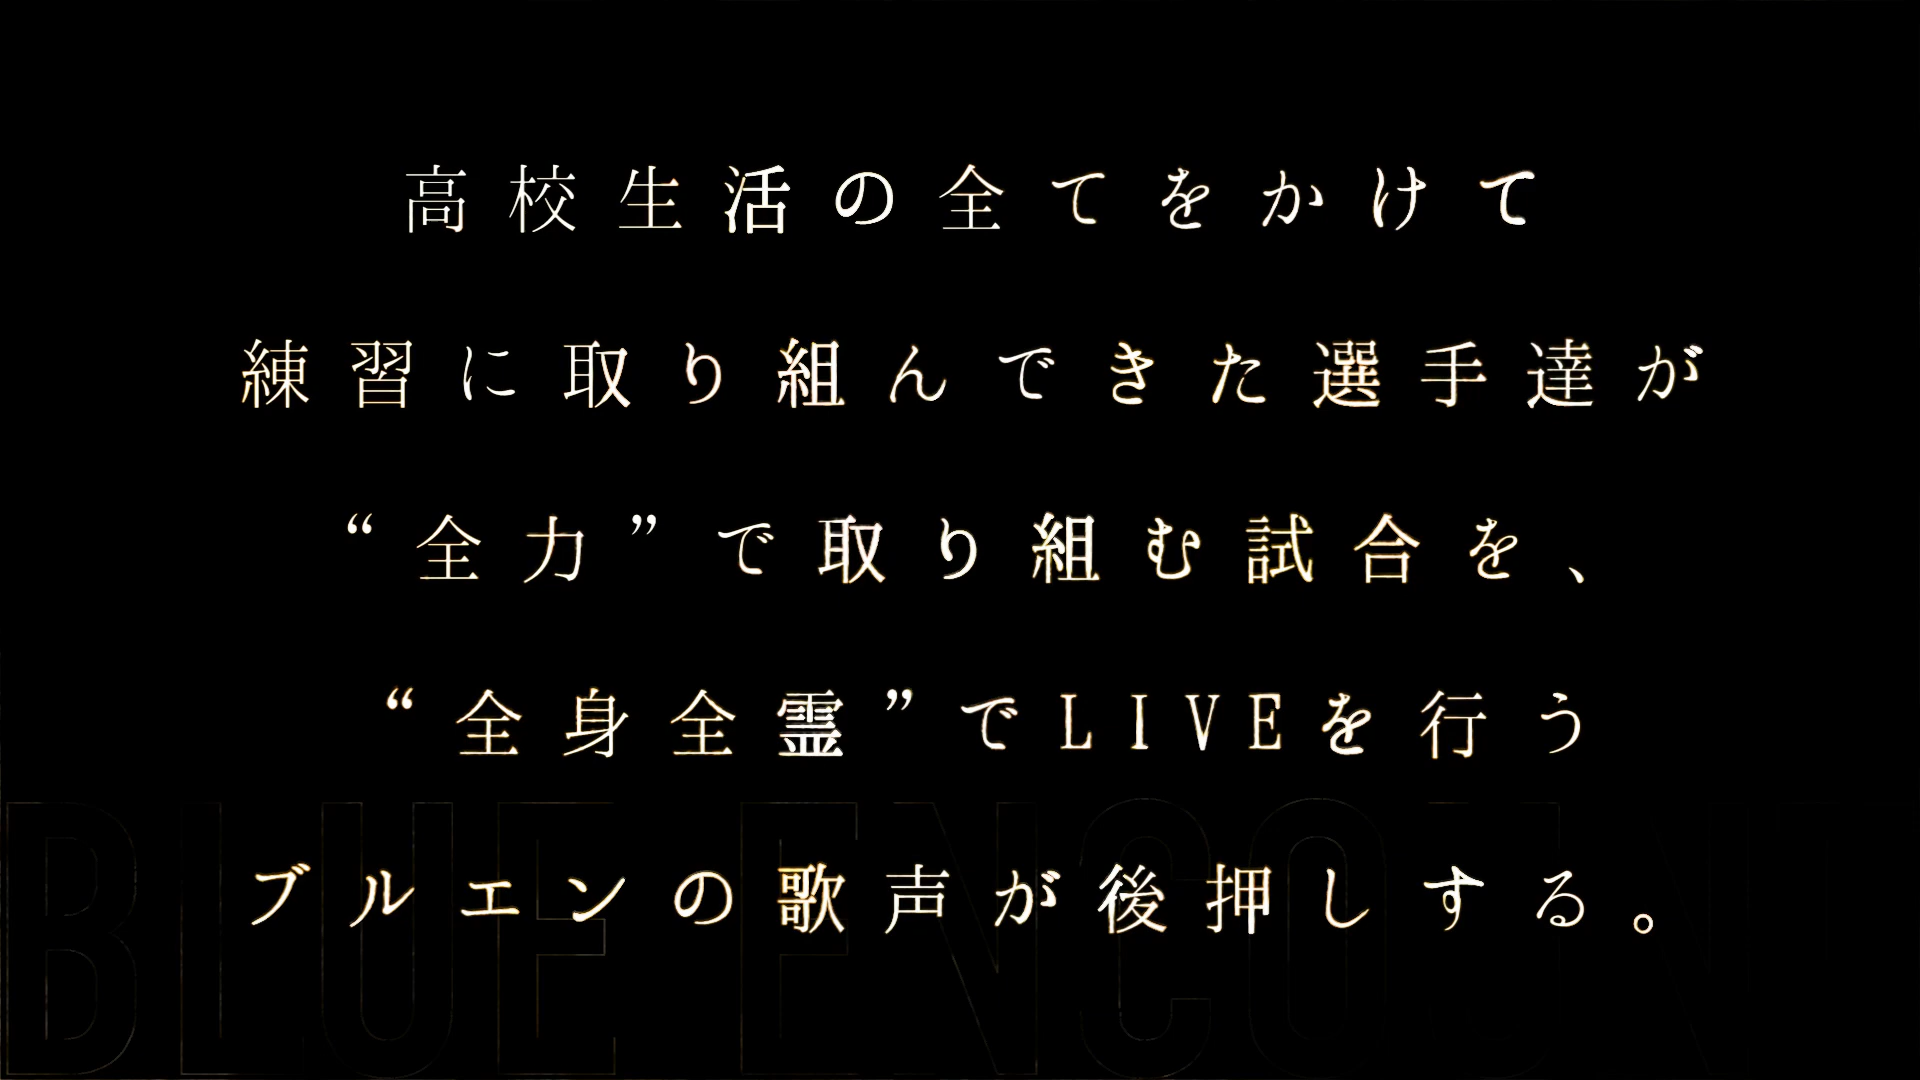 高校生活の全てをかけて
練習に取り組んできた選手達が
“全力”で取り組む試合を、
“全身全霊”でLIVEを行う
ブルエンの歌声が後押しする。
BLUE ENCOUN